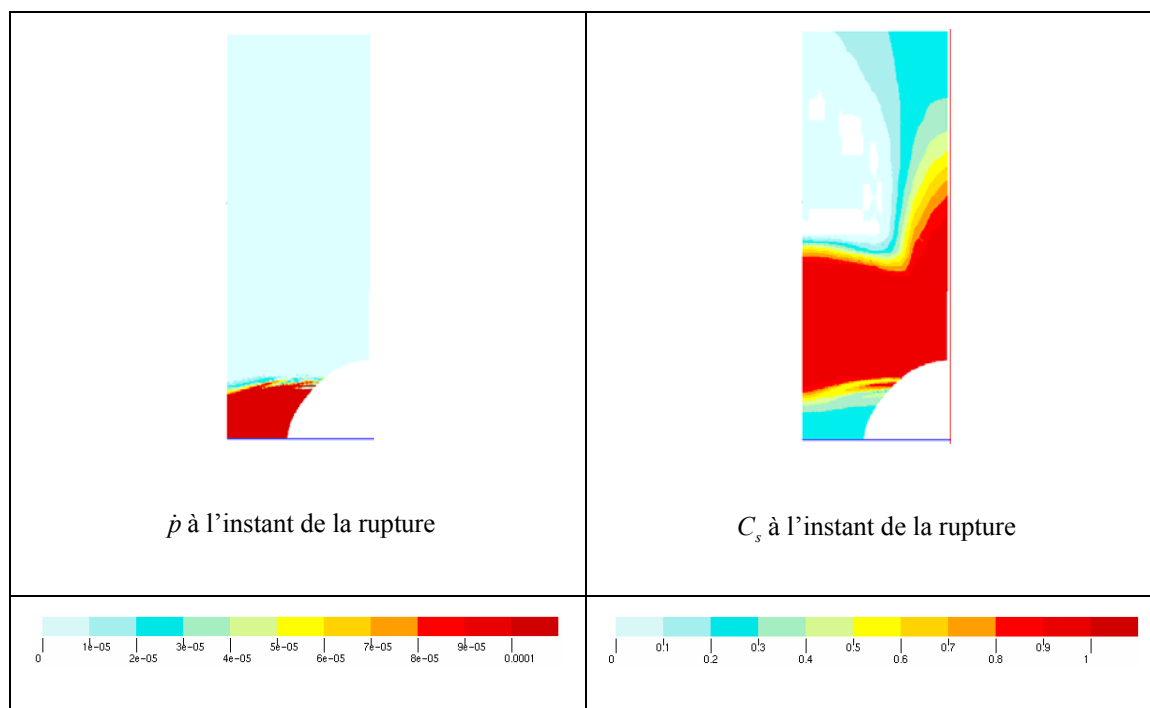 ṗ à l'instant de la rupture
C_s à l'instant de la rupture
0 1e-05 2e-05 3e-05 4e-05 5e-05 6e-05 7e-05 8e-05 9e-05 0.0001
0 0.1 0.2 0.3 0.4 0.5 0.6 0.7 0.8 0.9 1